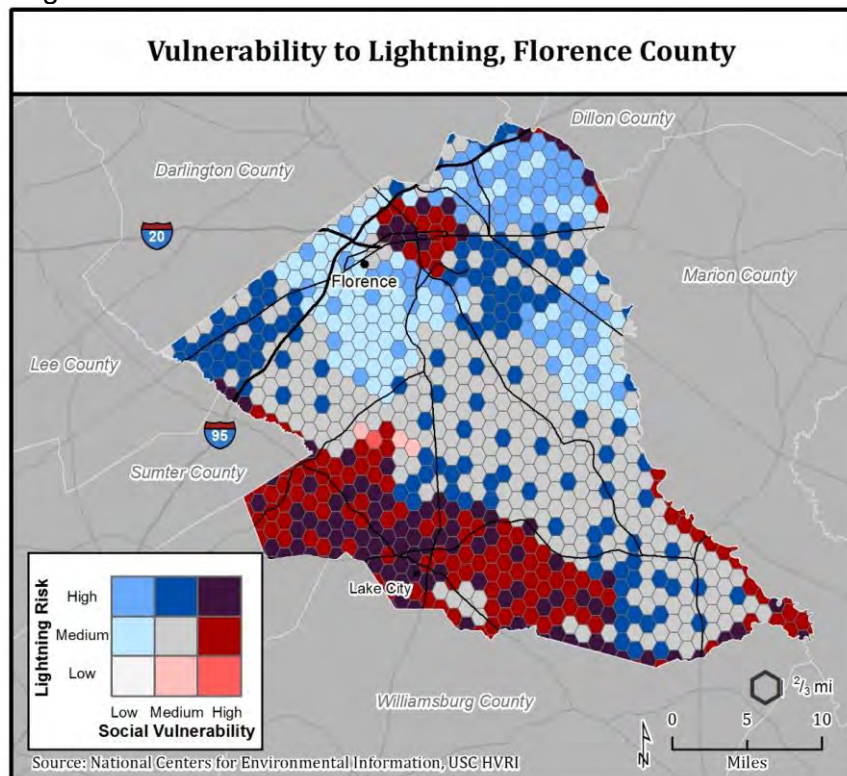 Vulnerability to Lightning, Florence County
Dillon County
Darlington County
20
Marion County
Florence
Lee County
95
Sumter County
Lake City
Williamsburg County
Lightning Risk
High
Medium
Low
Low Medium High
Social Vulnerability
2/3 mi
N
0 5 10
Miles
Source: National Centers for Environmental Information, USC HVRI